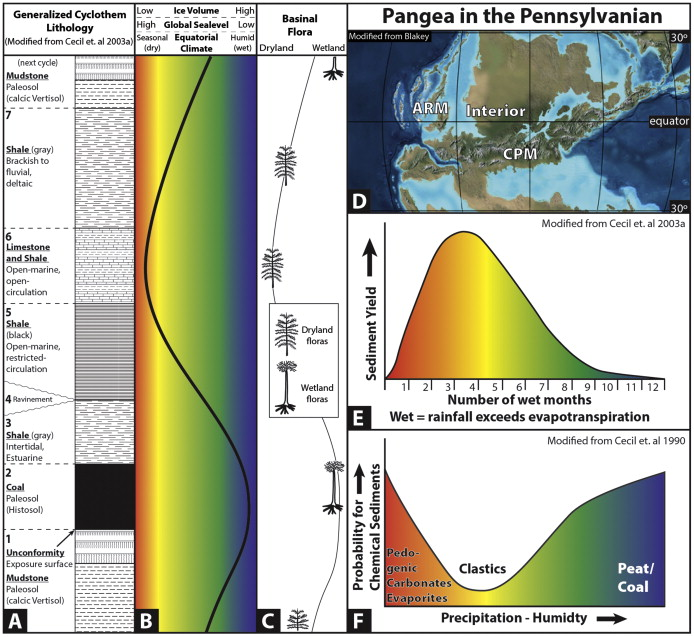 Generalized Cyclothem
Lithology
(Modified from Cecil et. al 2003a)
(next cycle)
Mudstone
Paleosol
(calcic Vertisol)
7
Shale (gray)
Brackish to
fluvial,
deltaic
6
Limestone
and Shale
Open-marine,
open-
circulation
5
Shale
(black)
Open-marine,
restricted-
circulation
4 Ravinement
3
Shale (gray)
Intertidal,
Estuarine
2
Coal
Paleosol
(Histosol)
1
Unconformity
Exposure surface
Mudstone
Paleosol
(calcic Vertisol)
A
Low Ice Volume High
High Global Sealevel Low
Seasonal Equatorial Humid
(dry) Climate (wet)
B
Basinal
Flora
Dryland Wetland
Dryland
floras
Wetland
floras
C
Pangea in the Pennsylvanian
Modified from Blakey
30°
ARM Interior
equator
CPM
D
30°
Modified from Cecil et. al 2003a
Sediment Yield
1 2 3 4 5 6 7 8 9 10 11 12
Number of wet months
Wet = rainfall exceeds evapotranspiration
E
Modified from Cecil et. al 1990
Probability for
Chemical Sediments
Pedo-
genic
Carbonates
Evaporites
Clastics
Peat/
Coal
Precipitation - Humidity
F